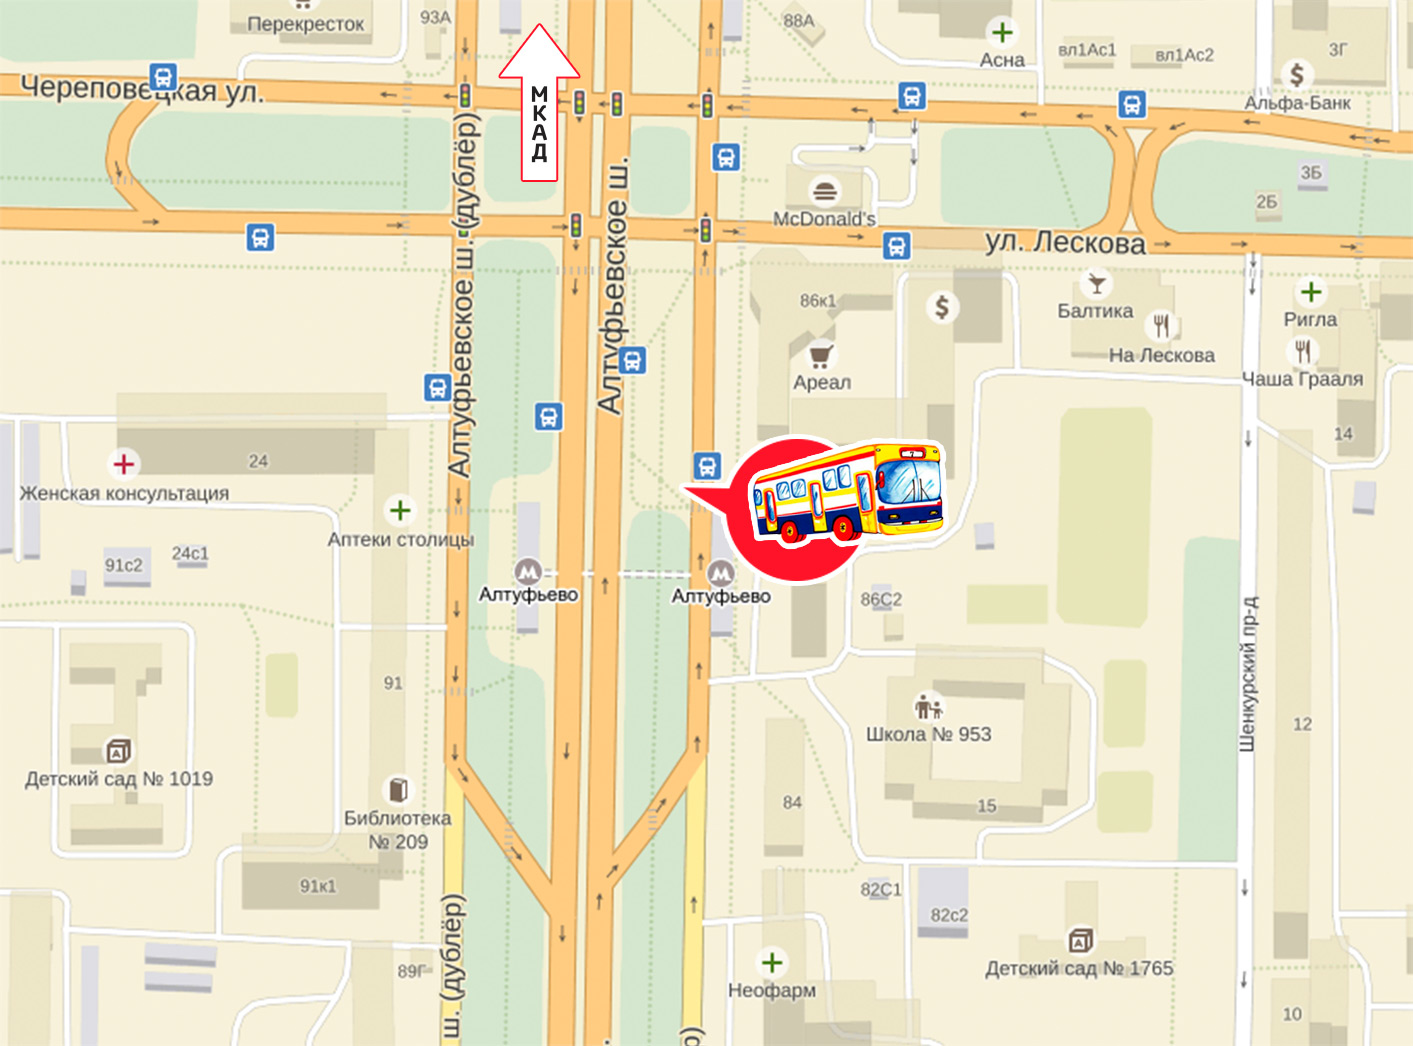 93А
Перекресток
88А
Асна
вл1Ас1
вл1Ас2
3Г
Альфа-Банк
Череповецкая ул.
МКАД
Алтуфьевское ш. (дублёр)
Алтуфьевское ш.
McDonald's
3Б
2Б
ул. Лескова
86к1
$
$
Балтика
Ригла
На Лескова
Ареал
Чаша Грааля
14
24
Женская консультация
Аптеки столицы
24с1
91с2
7
М
Алтуфьево
М
Алтуфьево
86С2
Шенкурский пр-д
91
Школа № 953
12
Детский сад № 1019
Библиотека
№ 209
84
15
91к1
82С1
82с2
ш. (дублёр)
89Г
Неофарм
Детский сад № 1765
10